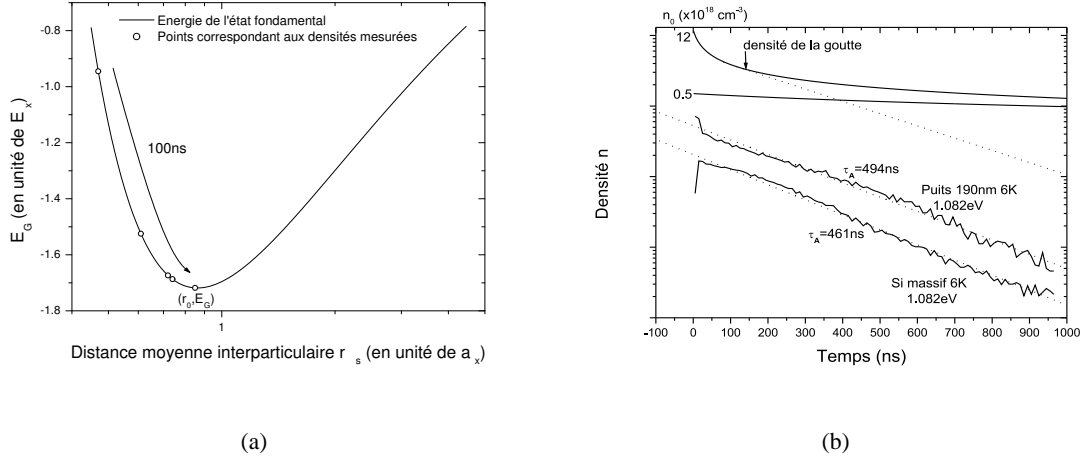 Energie de l'état fondamental
Points correspondant aux densités mesurées
-0.8
-1.0
-1.2
-1.4
-1.6
-1.8
E_G (en unité de E_x)
100ns
(r_0,E_G)
1
Distance moyenne interparticulaire r_s (en unité de a_x)
(a)
n_0 (x10^18 cm^-3)
12
densité de la goutte
0.5
Densité n
τ_A=494ns
Puits 190nm 6K
1.082eV
τ_A=461ns
Si massif 6K
1.082eV
-100 0 100 200 300 400 500 600 700 800 900 1000
Temps (ns)
(b)